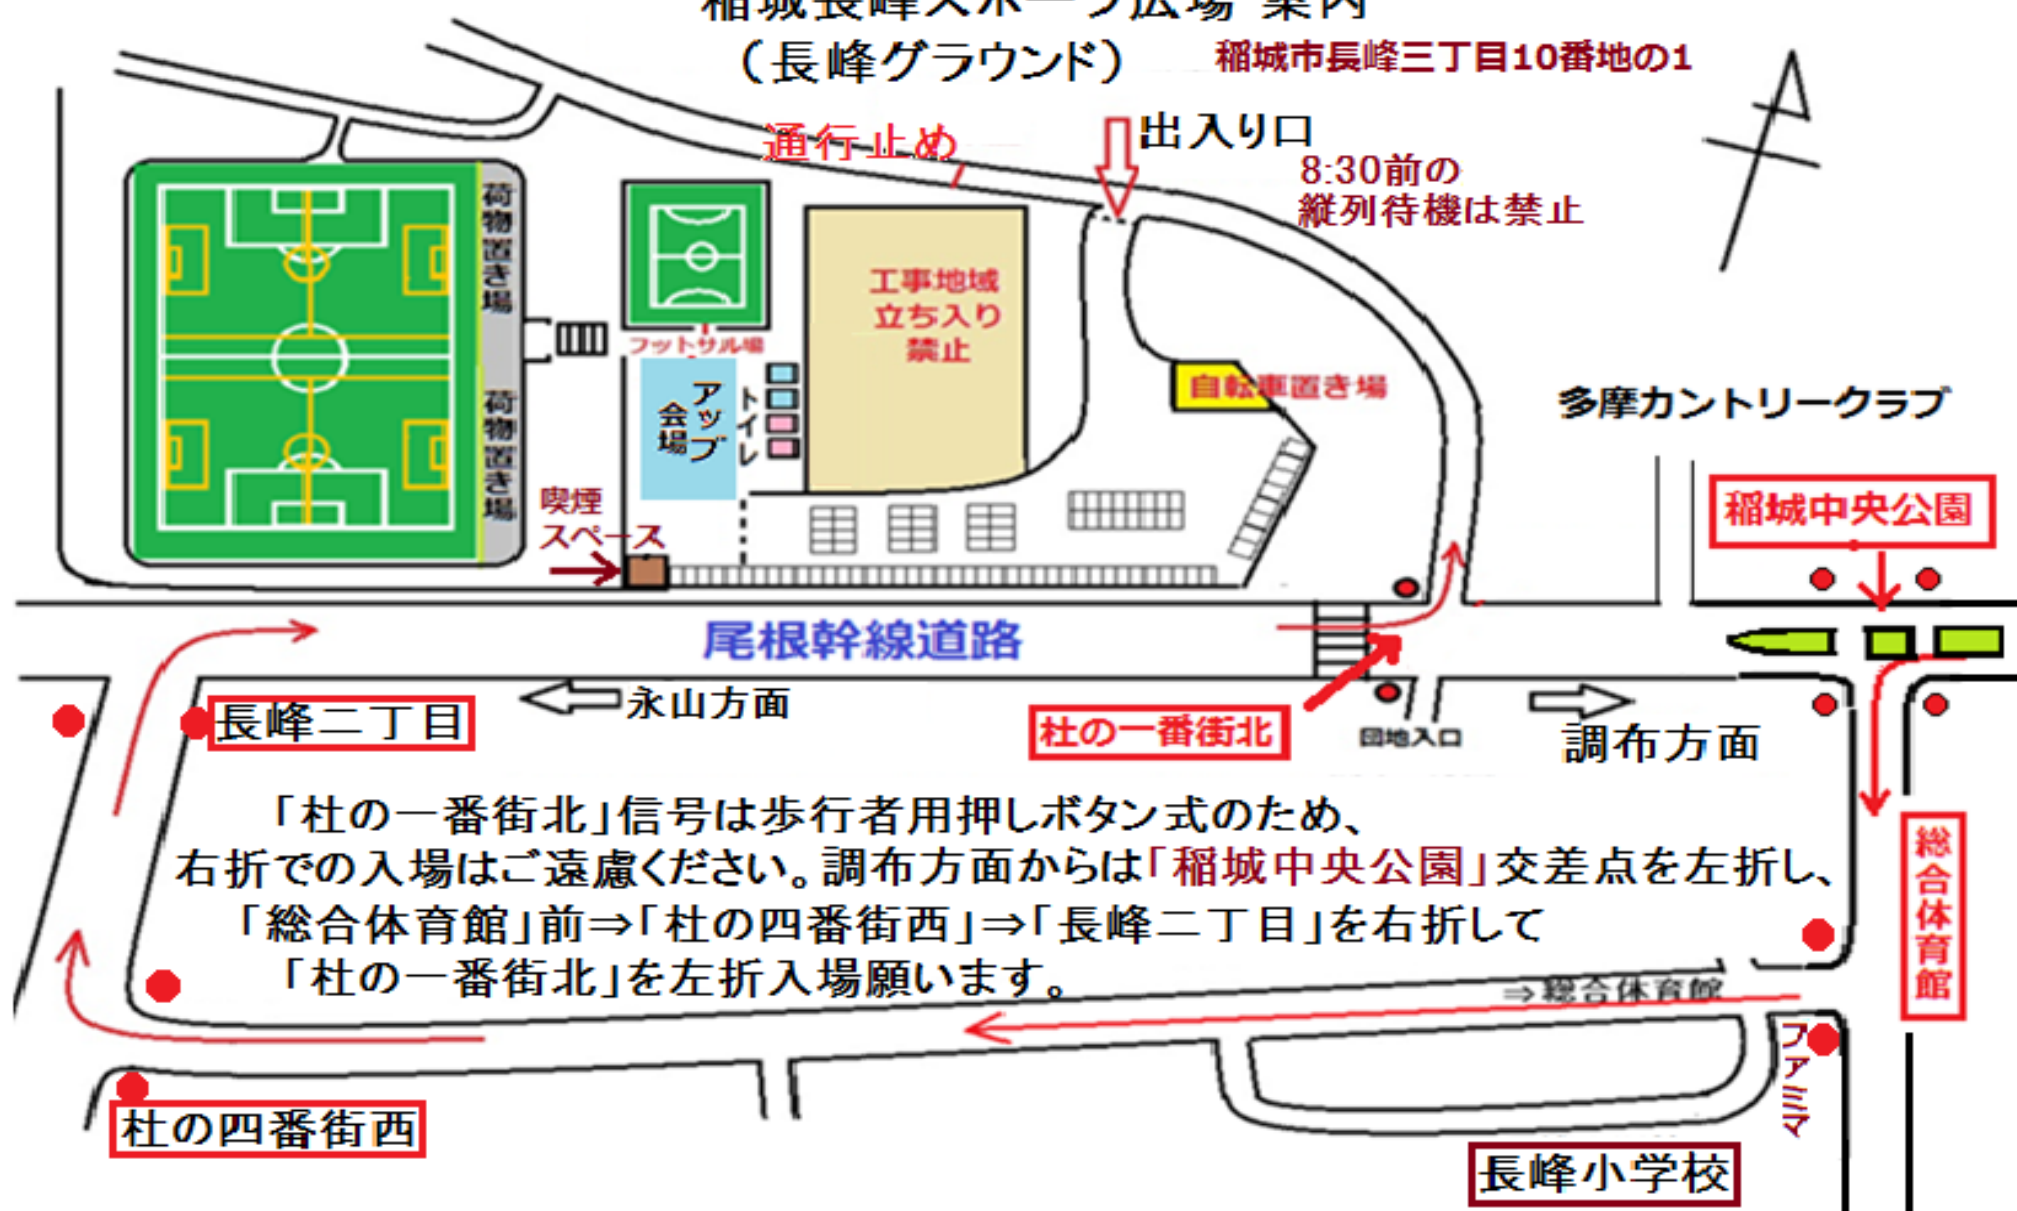 稲城長峰スポーツ広場 案内
（長峰グラウンド）
稲城市長峰三丁目10番地の1
通行止め
出入り口
8:30前の
縦列待機は禁止
荷物置き場
荷物置き場
フットサル場
工事地域
立ち入り
禁止
アップ
会場
トイレ
自転車置き場
多摩カントリークラブ
稲城中央公園
喫煙
スペース
尾根幹線道路
永山方面
長峰二丁目
杜の一番街北
団地入口
調布方面
「杜の一番街北」信号は歩行者用押しボタン式のため、
右折での入場はご遠慮ください。調布方面からは「稲城中央公園」交差点を左折し、
「総合体育館」前⇒「杜の四番街西」⇒「長峰二丁目」を右折して
「杜の一番街北」を左折入場願います。
総合体育館
⇒総合体育館
ファミマ
杜の四番街西
長峰小学校